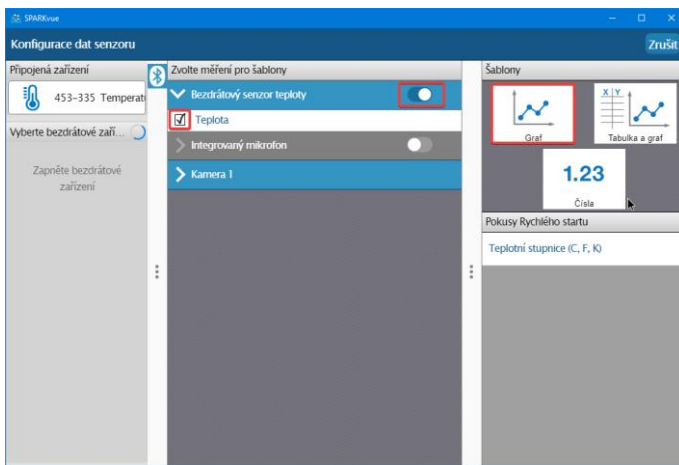 SPARKvue
Konfigurace dat senzoru
Zrušit
Připojená zařízení
453-335 Temperat
Vyberte bezdrátové zaří...
Zapněte bezdrátové
zařízení
Zvolte měření pro šablony
Bezdrátový senzor teploty
Teplota
Integrovaný mikrofon
Kamera 1
Šablony
Graf
X Y
Tabulka a graf
1.23
Čísla
Pokusy Rychlého startu
Teplotní stupnice (C, F, K)